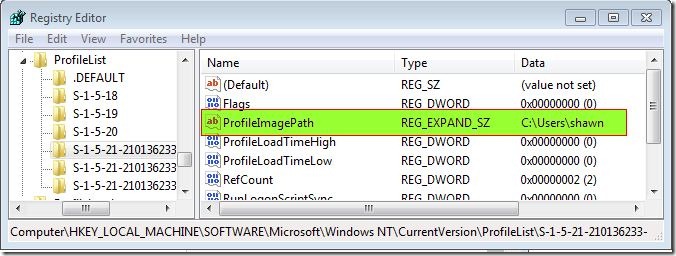 Registry Editor
File Edit View Favorites Help
ProfileList
.DEFAULT
S-1-5-18
S-1-5-19
S-1-5-20
S-1-5-21-210136233
S-1-5-21-210136233
S-1-5-21-210136233
Name Type Data
(Default) REG_SZ (value not set)
Flags REG_DWORD 0x00000000 (0)
ProfileImagePath REG_EXPAND_SZ C:\Users\shawn
ProfileLoadTimeHigh REG_DWORD 0x00000000 (0)
ProfileLoadTimeLow REG_DWORD 0x00000000 (0)
RefCount REG_DWORD 0x00000002 (2)
RunLogonScriptSync REG_DWORD 0x00000000 (0)
Computer\HKEY_LOCAL_MACHINE\SOFTWARE\Microsoft\Windows NT\CurrentVersion\ProfileList\S-1-5-21-210136233-